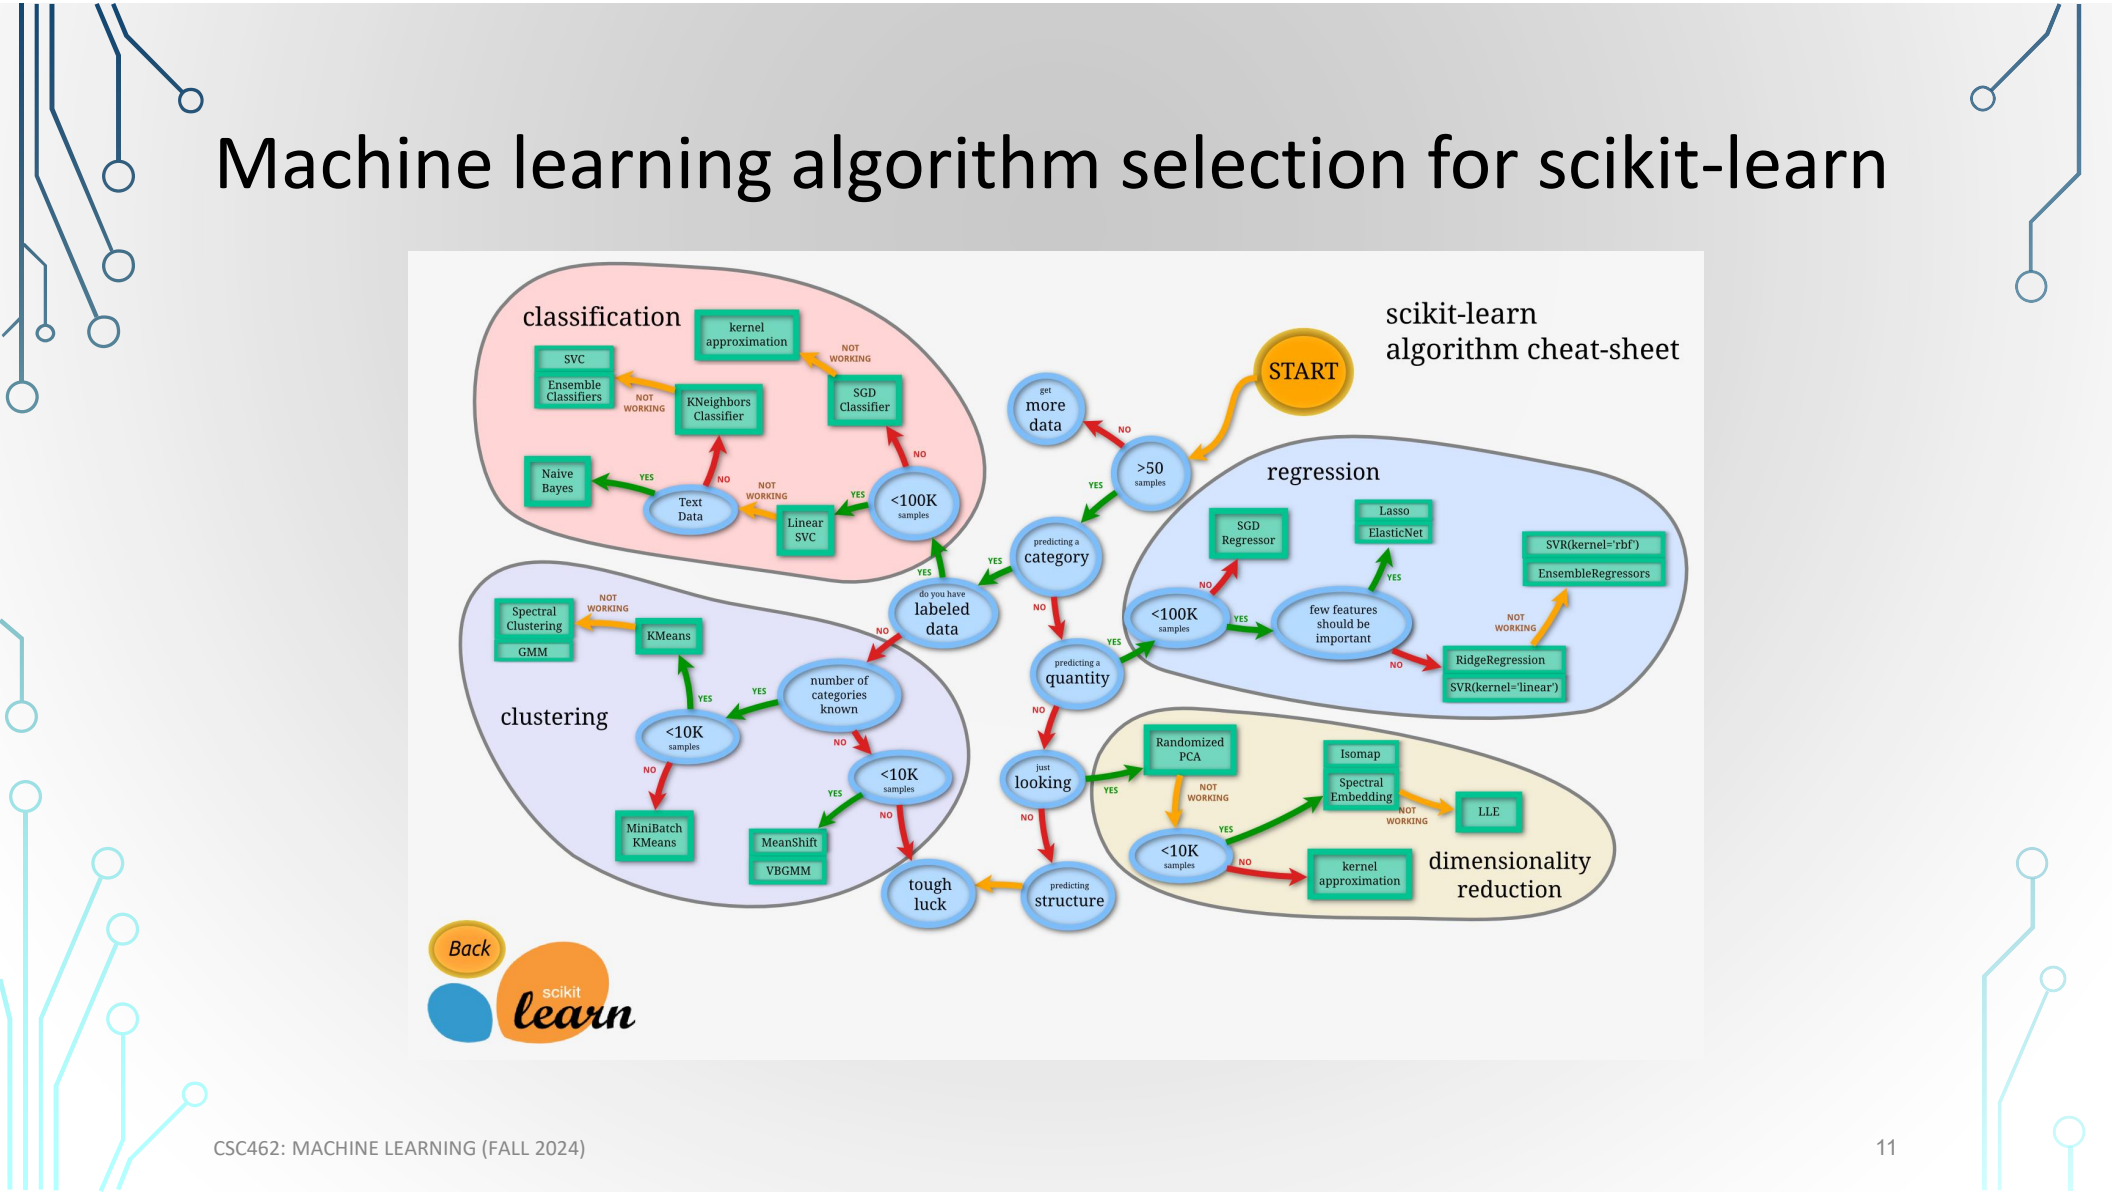 Machine learning algorithm selection for scikit-learn
scikit-learn
algorithm cheat-sheet
START
get
more
data
NO
>50
samples
YES
predicting a
category
YES
NO
do you have
labeled
data
YES
NO
predicting a
quantity
YES
NO
just
looking
YES
NO
predicting
structure
tough
luck
classification
kernel
approximation
NOT
WORKING
SGD
Classifier
NO
<100K
samples
YES
Linear
SVC
NOT
WORKING
Text
Data
YES
Naive
Bayes
NO
KNeighbors
Classifier
NOT
WORKING
SVC
Ensemble
Classifiers
regression
SGD
Regressor
NO
<100K
samples
YES
few features
should be
important
YES
Lasso
ElasticNet
NO
RidgeRegression
SVR(kernel='linear')
NOT
WORKING
SVR(kernel='rbf')
EnsembleRegressors
clustering
number of
categories
known
YES
NO
<10K
samples
YES
KMeans
NOT
WORKING
Spectral
Clustering
GMM
NO
MiniBatch
KMeans
<10K
samples
YES
MeanShift
VBGMM
NO
dimensionality
reduction
Randomized
PCA
NOT
WORKING
<10K
samples
YES
Isomap
Spectral
Embedding
NOT
WORKING
LLE
NO
kernel
approximation
Back
scikit
learn
CSC462: MACHINE LEARNING (FALL 2024)
11